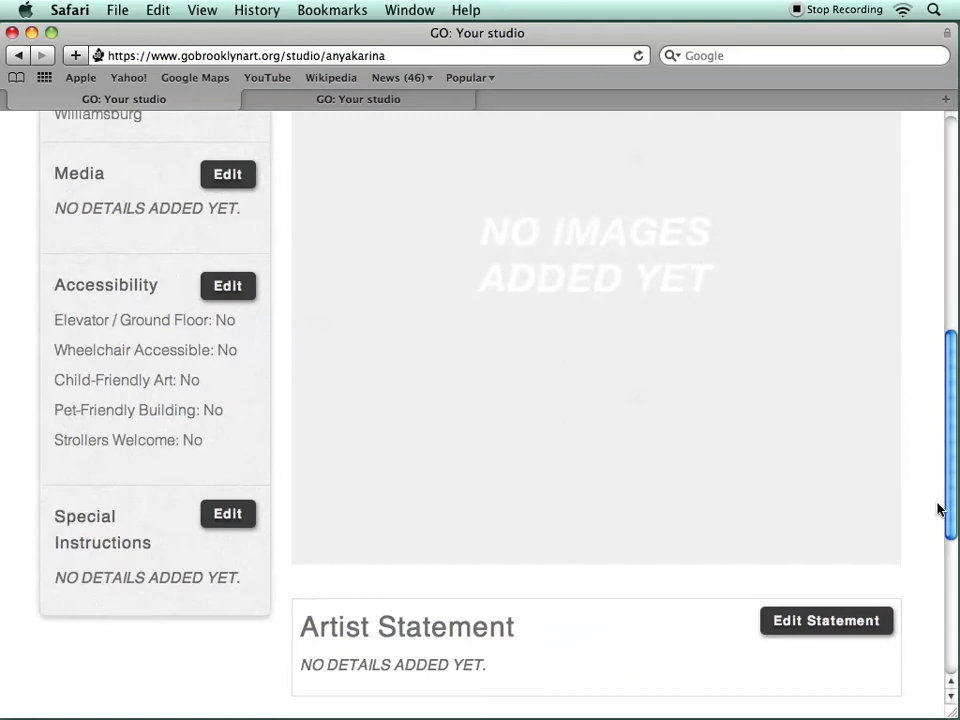 Safari File Edit View History Bookmarks Window Help Stop Recording
GO: Your studio
https://www.gobrooklynart.org/studio/anyakarina Google
Apple Yahoo! Google Maps YouTube Wikipedia News (46)▾ Popular▾
GO: Your studio GO: Your studio
Williamsburg
Media Edit
NO DETAILS ADDED YET.
NO IMAGES
ADDED YET
Accessibility Edit
Elevator / Ground Floor: No
Wheelchair Accessible: No
Child-Friendly Art: No
Pet-Friendly Building: No
Strollers Welcome: No
Special
Instructions
Edit
NO DETAILS ADDED YET.
Artist Statement Edit Statement
NO DETAILS ADDED YET.